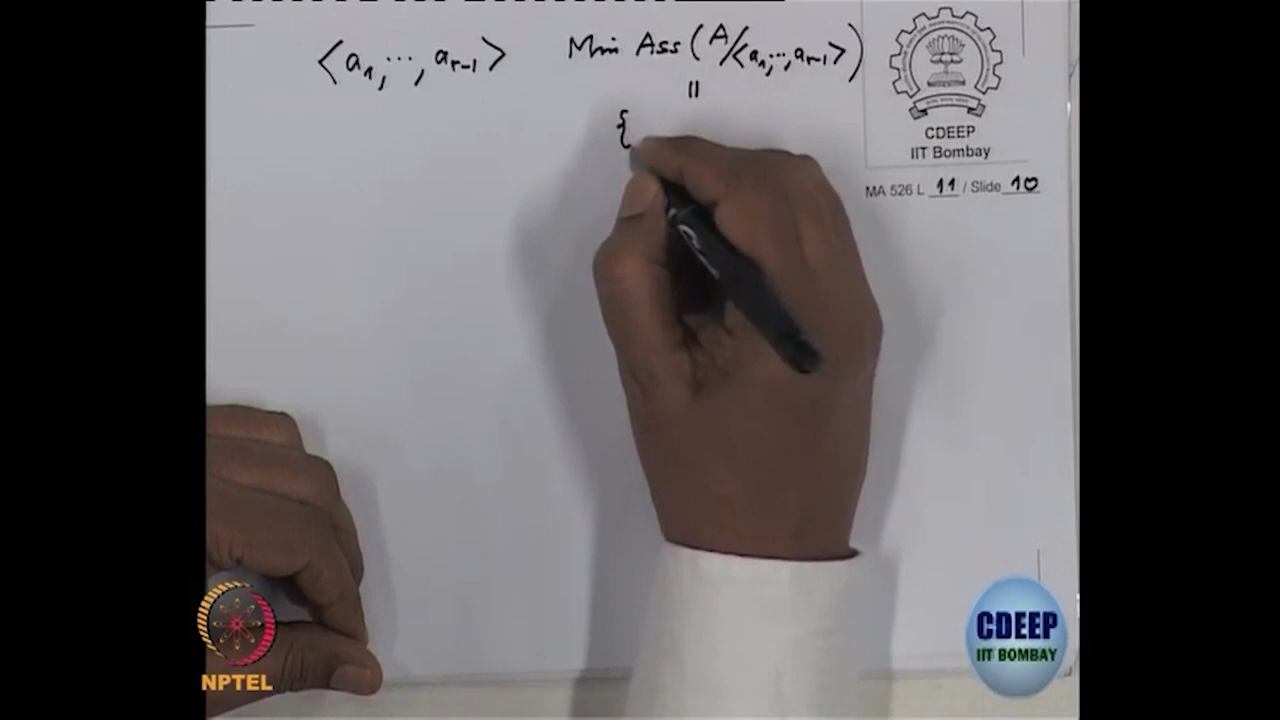 <a₁, ..., aᵣ₋₁> Min Ass (A/<a₁, ..., aᵣ₋₁>)
||
{
CDEEP
IIT Bombay
MA 526 L 11 / Slide 10
NPTEL
CDEEP
IIT BOMBAY